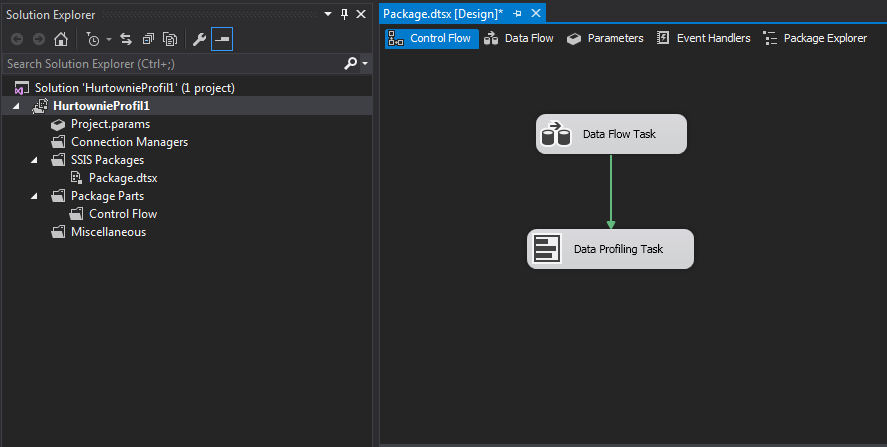 Solution Explorer
Search Solution Explorer (Ctrl+;)
Solution 'HurtownieProfil1' (1 project)
HurtownieProfil1
Project.params
Connection Managers
SSIS Packages
Package.dtsx
Package Parts
Control Flow
Miscellaneous
Package.dtsx [Design]*
Control Flow
Data Flow
Parameters
Event Handlers
Package Explorer
Data Flow Task
Data Profiling Task